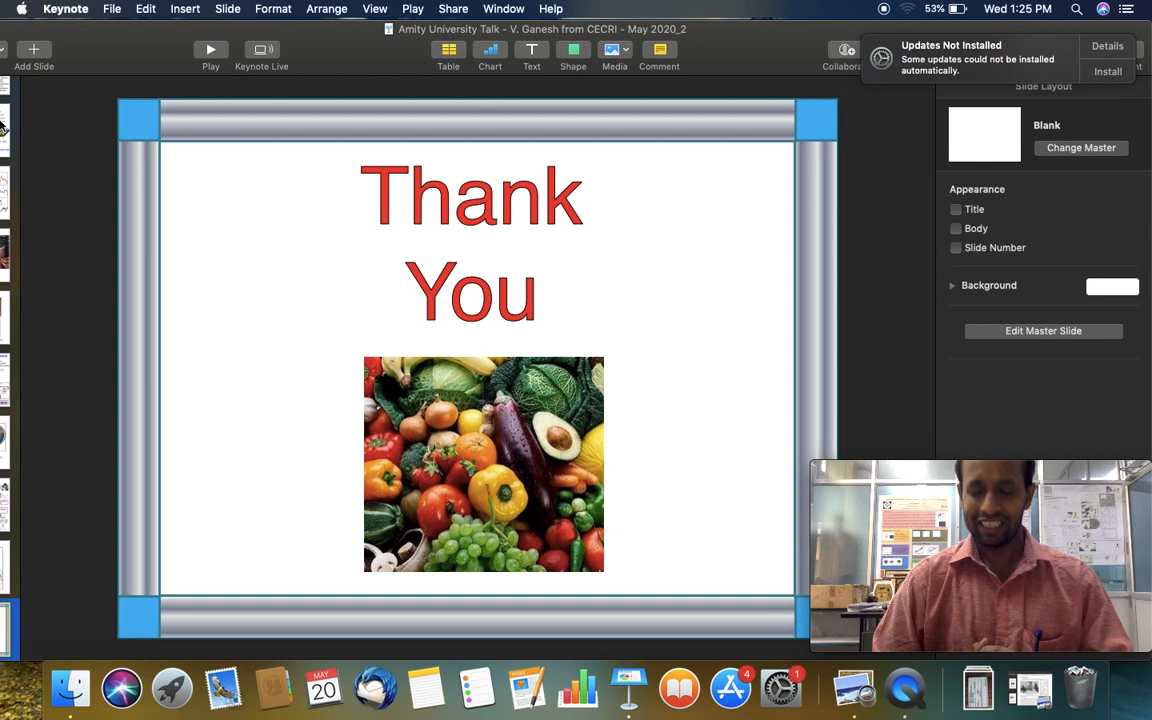 Keynote File Edit Insert Slide Format Arrange View Play Share Window Help 53% Wed 1:25 PM
Amity University Talk - V. Ganesh from CECRI - May 2020_2
Add Slide Play Keynote Live Table Chart Text Shape Media Comment
Updates Not Installed
Some updates could not be installed
automatically.
Details
Install
Slide Layout
Blank
Change Master
Appearance
Title
Body
Slide Number
Background
Edit Master Slide
Thank
You
MAY
20
4
1